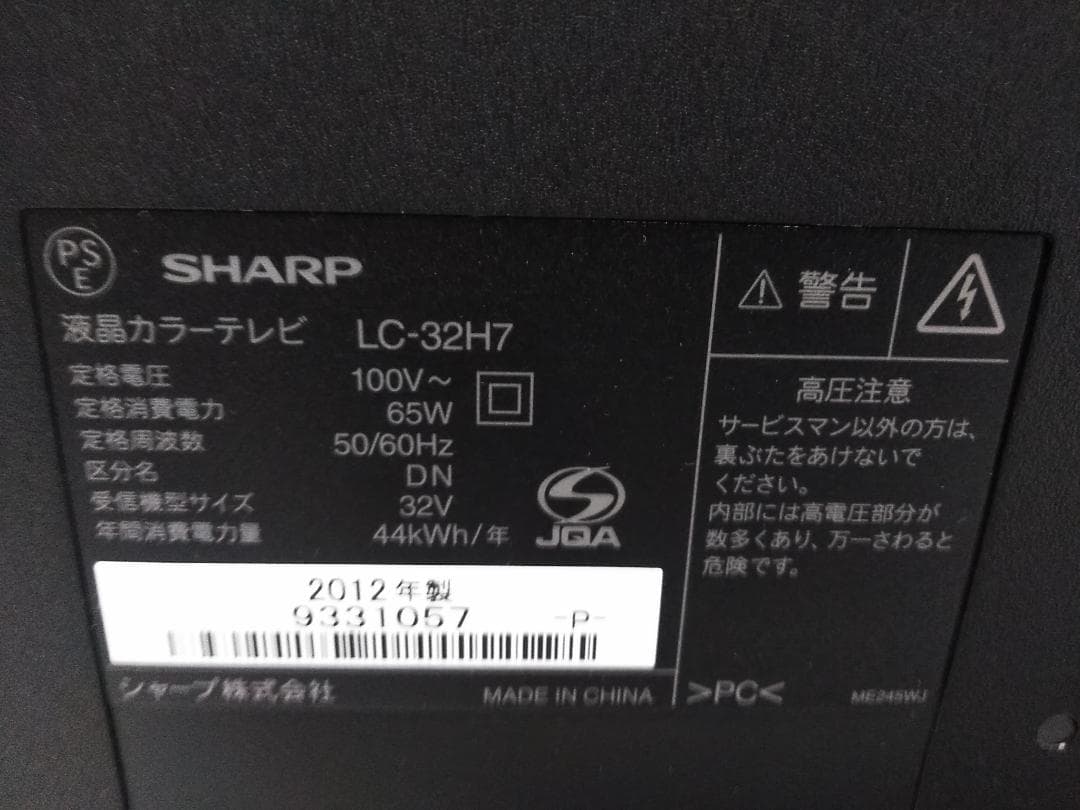 PS
E
SHARP
液晶カラーテレビ LC-32H7
定格電圧 100V～
定格消費電力 65W
定格周波数 50/60Hz
区分名 DN
受信機型サイズ 32V
年間消費電力量 44kWh/年
JQA
2012年製
9331057 -P-
シャープ株式会社 MADE IN CHINA
警告
高圧注意
サービスマン以外の方は、
裏ぶたをあけないで
ください。
内部には高電圧部分が
数多くあり、万一さわると
危険です。
>PC< ME245WJ